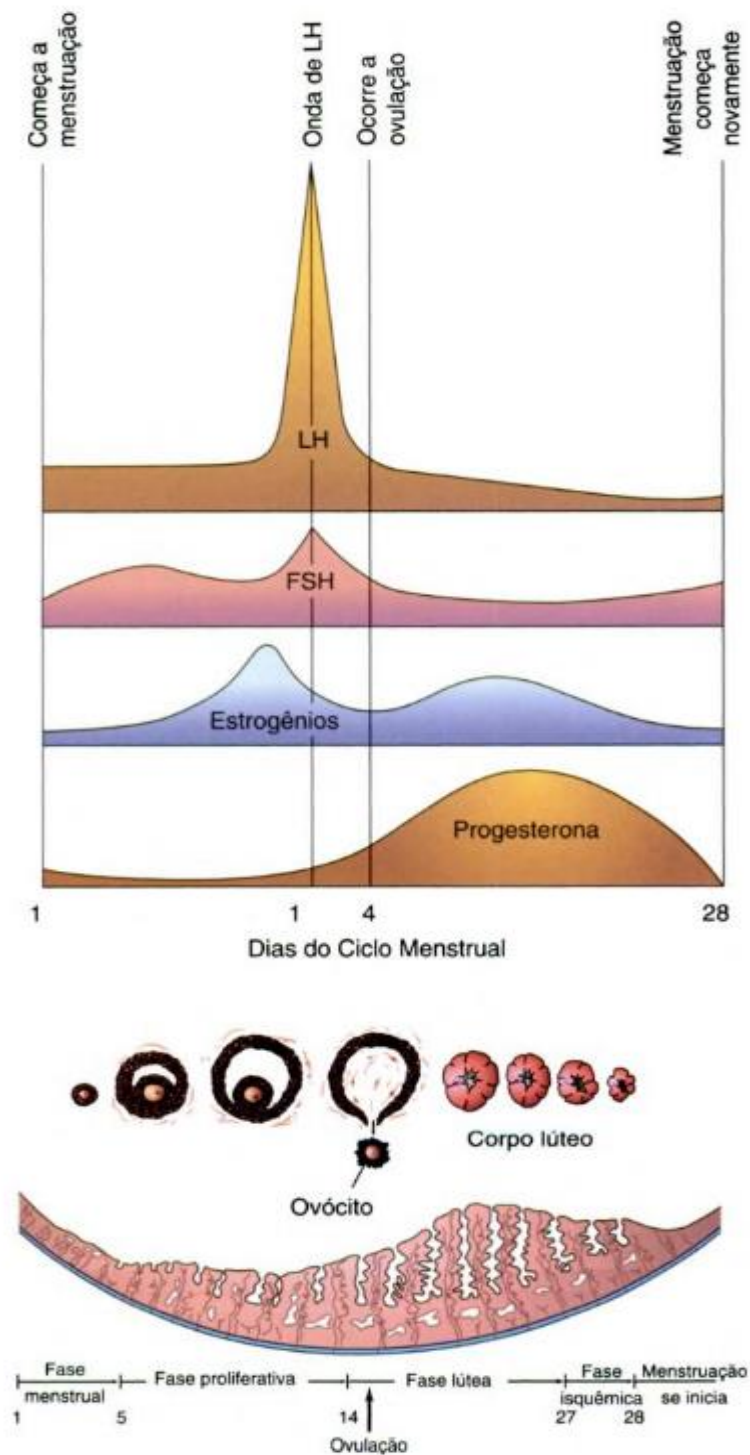 Começa a
menstruação
Onda de LH
Ocorre a
ovulação
Menstruação
começa
novamente
LH
FSH
Estrogênios
Progesterona
1 1 4 28
Dias do Ciclo Menstrual
Corpo lúteo
Ovócito
Fase
menstrual
Fase proliferativa
Fase lútea
Fase
isquêmica
Menstruação
se inicia
1 5 14 27 28
Ovulação